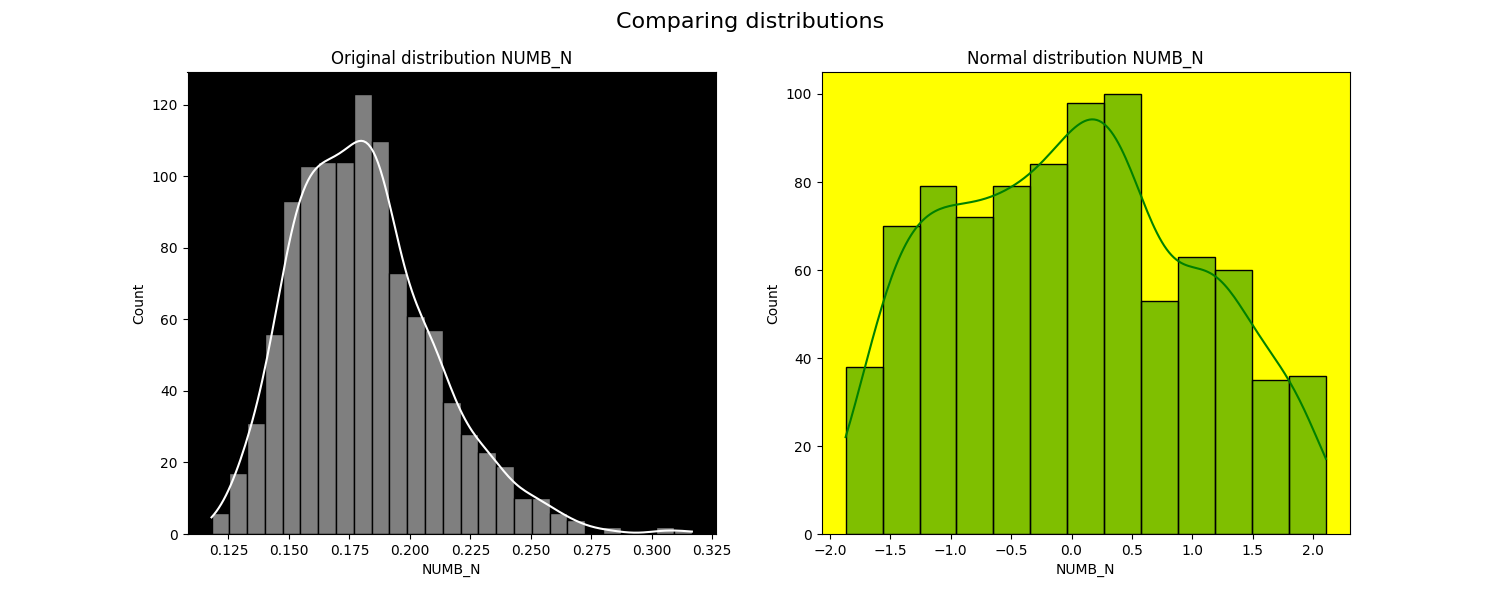 Comparing distributions
Original distribution NUMB_N
Count
0
20
40
60
80
100
120
0.125 0.150 0.175 0.200 0.225 0.250 0.275 0.300 0.325
NUMB_N
Normal distribution NUMB_N
Count
0
20
40
60
80
100
−2.0 −1.5 −1.0 −0.5 0.0 0.5 1.0 1.5 2.0
NUMB_N